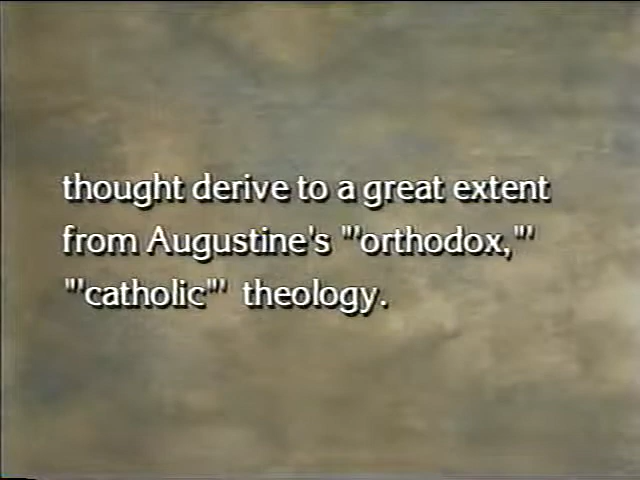 thought derive to a great extent
from Augustine's "'orthodox,"'
"'catholic"' theology.